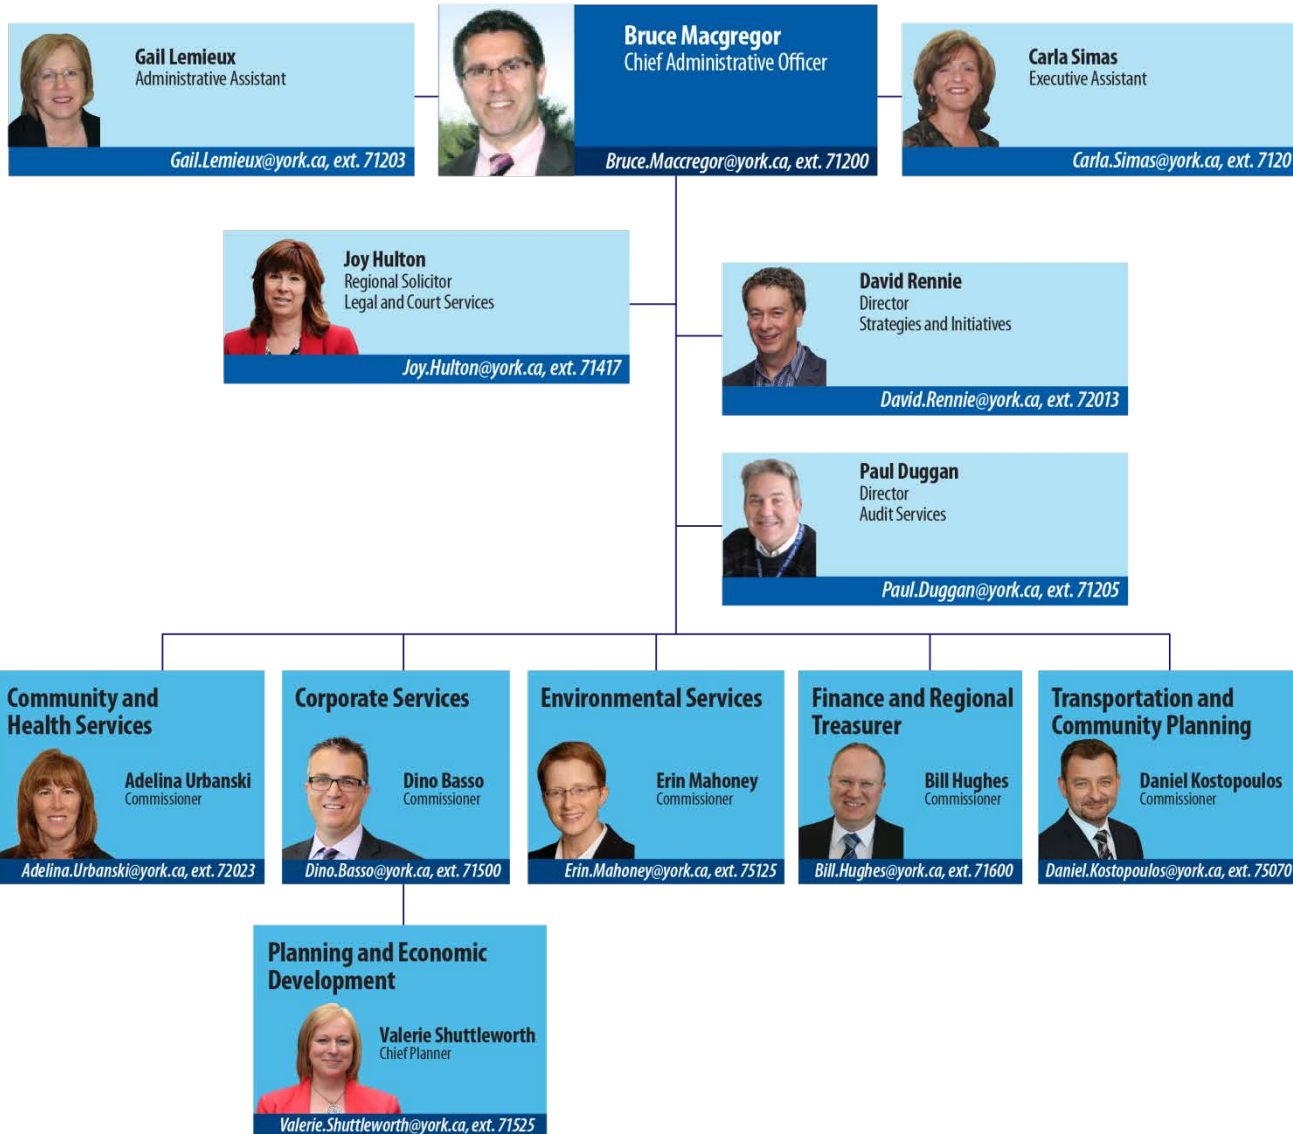 Gail Lemieux
Administrative Assistant
Gail.Lemieux@york.ca, ext. 71203
Bruce Macgregor
Chief Administrative Officer
Bruce.Maccregor@york.ca, ext. 71200
Carla Simas
Executive Assistant
Carla.Simas@york.ca, ext. 7120
Joy Hulton
Regional Solicitor
Legal and Court Services
Joy.Hulton@york.ca, ext. 71417
David Rennie
Director
Strategies and Initiatives
David.Rennie@york.ca, ext. 72013
Paul Duggan
Director
Audit Services
Paul.Duggan@york.ca, ext. 71205
Community and
Health Services
Adelina Urbanski
Commissioner
Adelina.Urbanski@york.ca, ext. 72023
Corporate Services
Dino Basso
Commissioner
Dino.Basso@york.ca, ext. 71500
Environmental Services
Erin Mahoney
Commissioner
Erin.Mahoney@york.ca, ext. 75125
Finance and Regional
Treasurer
Bill Hughes
Commissioner
Bill.Hughes@york.ca, ext. 71600
Transportation and
Community Planning
Daniel Kostopoulos
Commissioner
Daniel.Kostopoulos@york.ca, ext. 75070
Planning and Economic
Development
Valerie Shuttleworth
Chief Planner
Valerie.Shuttleworth@york.ca, ext. 71525